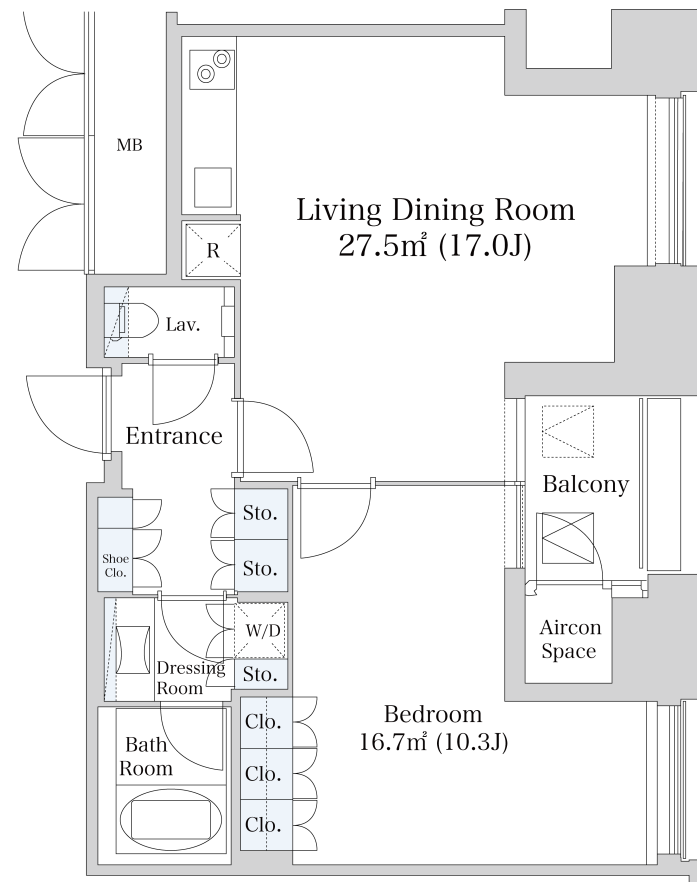 MB
Living Dining Room
27.5㎡ (17.0J)
R
Lav.
Entrance
Sto.
Balcony
Shoe
Clo.
Sto.
W/D
Aircon
Space
Dressing
Room
Sto.
Bedroom
16.7㎡ (10.3J)
Clo.
Bath
Room
Clo.
Clo.